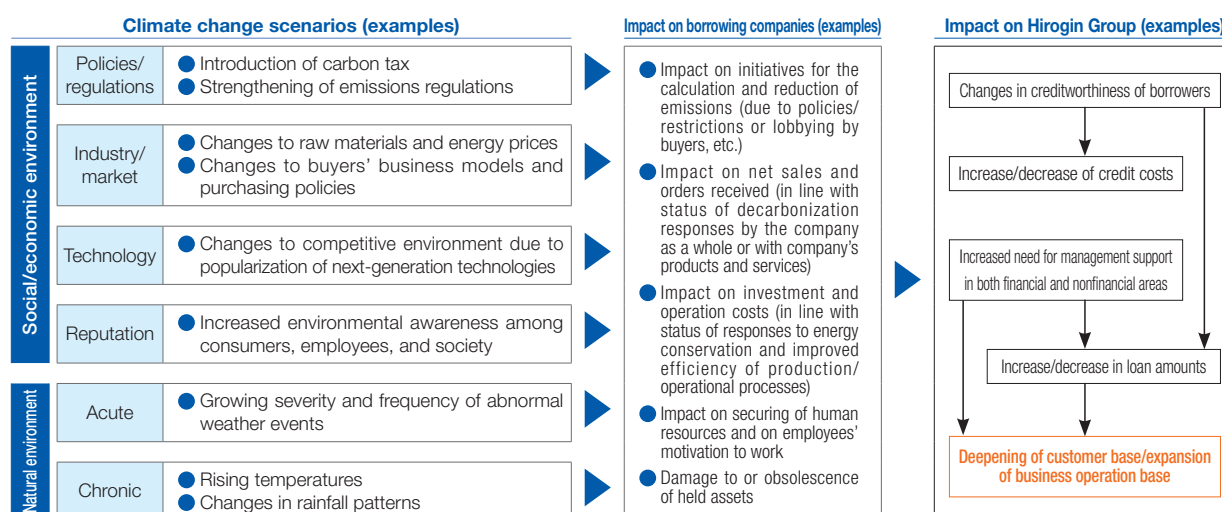 Climate change scenarios (examples)
Social/economic environment
Policies/
regulations
● Introduction of carbon tax
● Strengthening of emissions regulations
Industry/
market
● Changes to raw materials and energy prices
● Changes to buyers' business models and
purchasing policies
Technology
● Changes to competitive environment due to
popularization of next-generation technologies
Reputation
● Increased environmental awareness among
consumers, employees, and society
Natural environment
Acute
● Growing severity and frequency of abnormal
weather events
Chronic
● Rising temperatures
● Changes in rainfall patterns
Impact on borrowing companies (examples)
● Impact on initiatives for the
calculation and reduction of
emissions (due to policies/
restrictions or lobbying by
buyers, etc.)
● Impact on net sales and
orders received (in line with
status of decarbonization
responses by the company
as a whole or with company's
products and services)
● Impact on investment and
operation costs (in line with
status of responses to energy
conservation and improved
efficiency of production/
operational processes)
● Impact on securing of human
resources and on employees'
motivation to work
● Damage to or obsolescence
of held assets
Impact on Hirogin Group (examples)
Changes in creditworthiness of borrowers
Increase/decrease of credit costs
Increased need for management support
in both financial and nonfinancial areas
Increase/decrease in loan amounts
Deepening of customer base/expansion
of business operation base